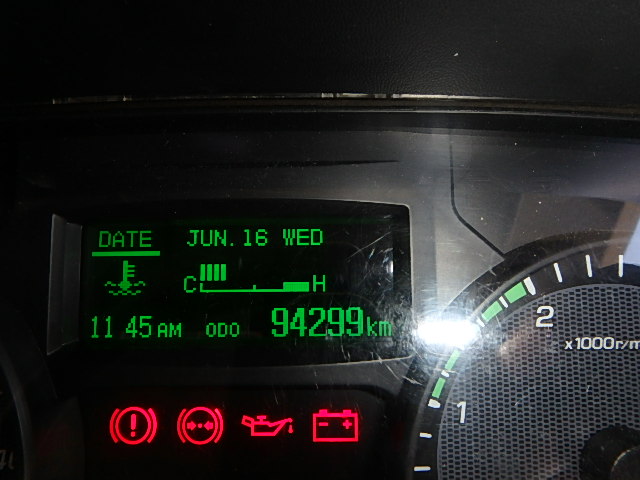 DATE JUN.16 WED
C H
11 45 AM ODO 94299 km
2
x1000r/m
1